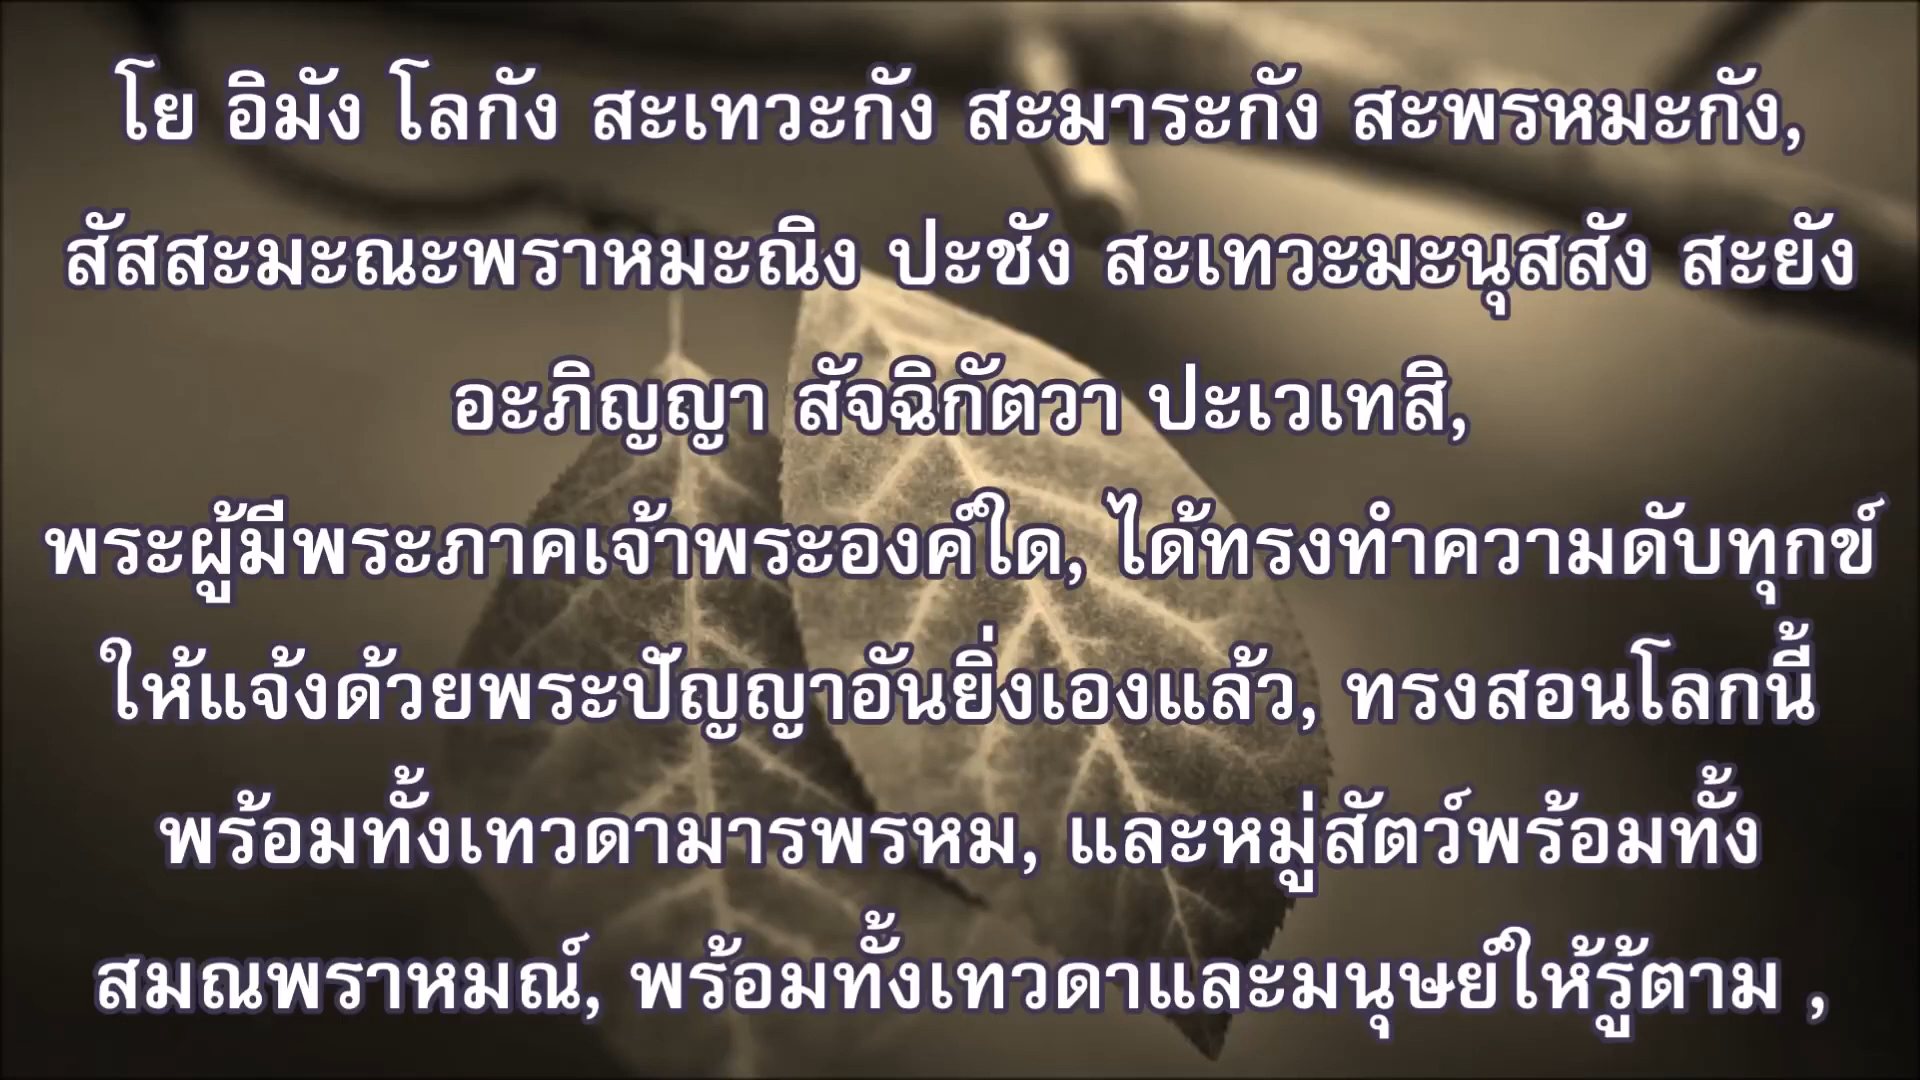 โย อิมัง โลกัง สะเทวะกัง สะมาระกัง สะพรหมะกัง,
สัสสะมะณะพราหมะณิง ปะชัง สะเทวะมะนุสสัง สะยัง
อะภิญญา สัจฉิกัตวา ปะเวเทสิ,
พระผู้มีพระภาคเจ้าพระองค์ใด, ได้ทรงทำความดับทุกข์
ให้แจ้งด้วยพระปัญญาอันยิ่งเองแล้ว, ทรงสอนโลกนี้
พร้อมทั้งเทวดามารพรหม, และหมู่สัตว์พร้อมทั้ง
สมณพราหมณ์, พร้อมทั้งเทวดาและมนุษย์ให้รู้ตาม ,